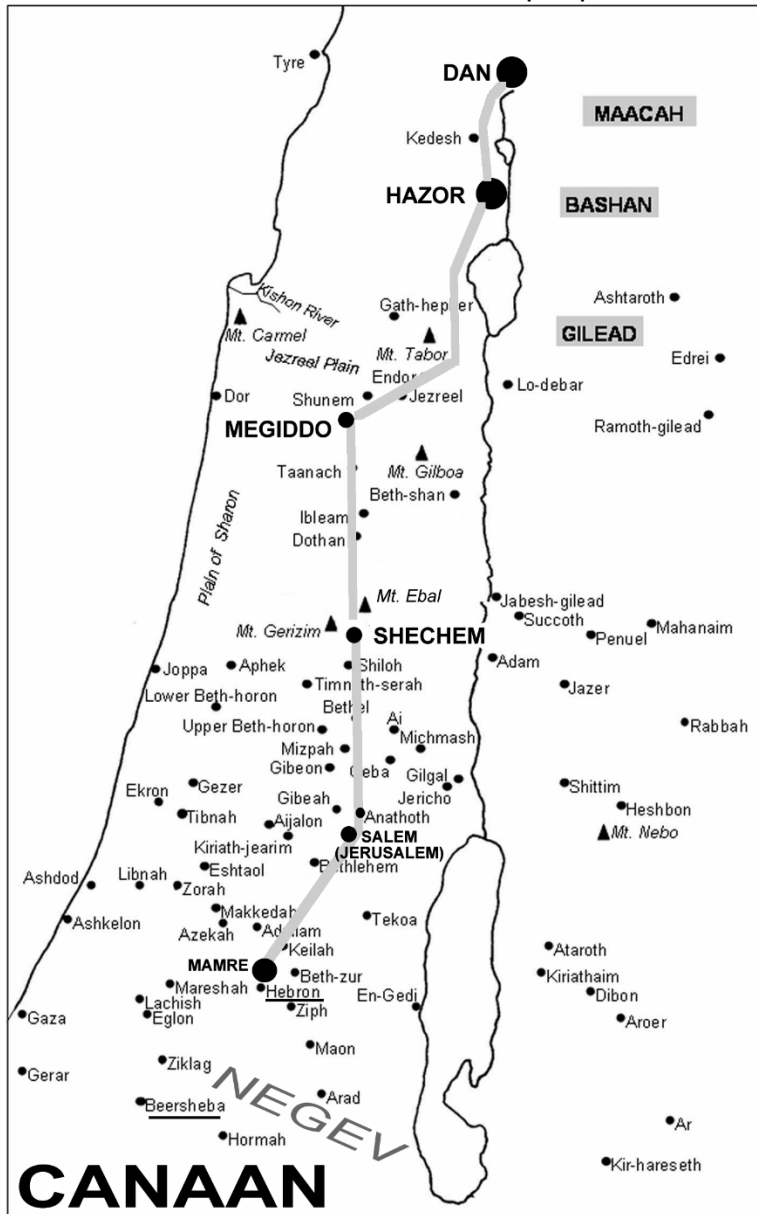 Tyre
DAN
MAACAH
Kedesh
HAZOR
BASHAN
Kishon River
Gath-hepher
Ashtaroth
Mt. Carmel
Mt. Tabor
GILEAD
Jezreel Plain
Edrei
Endor
Lo-debar
Dor
Shunem
Jezreel
MEGIDDO
Ramoth-gilead
Taanach
Mt. Gilboa
Beth-shan
Plain of Sharon
Ibleam
Dothan
Mt. Ebal
Jabesh-gilead
Succoth
Mt. Gerizim
SHECHEM
Penuel
Mahanaim
Joppa
Aphek
Shiloh
Adam
Timnath-serah
Jazer
Lower Beth-horon
Bethel
Upper Beth-horon
Ai
Rabbah
Michmash
Mizpah
Gibeon
Geba
Gilgal
Jericho
Gezer
Shittim
Ekron
Heshbon
Tibnah
Gibeah
Anathoth
Aijalon
Mt. Nebo
Kiriath-jearim
SALEM
(JERUSALEM)
Eshtaol
Bethlehem
Ashdod
Libnah
Zorah
Ashkelon
Makkedah
Tekoa
Azekah
Adullam
Keilah
Ataroth
MAMRE
Beth-zur
Kiriathaim
Mareshah
Hebron
En-Gedi
Dibon
Lachish
Ziph
Gaza
Eglon
Aroer
Maon
Ziklag
Gerar
NEGEV
Arad
Beersheba
Ar
Hormah
Kir-hareseth
CANAAN